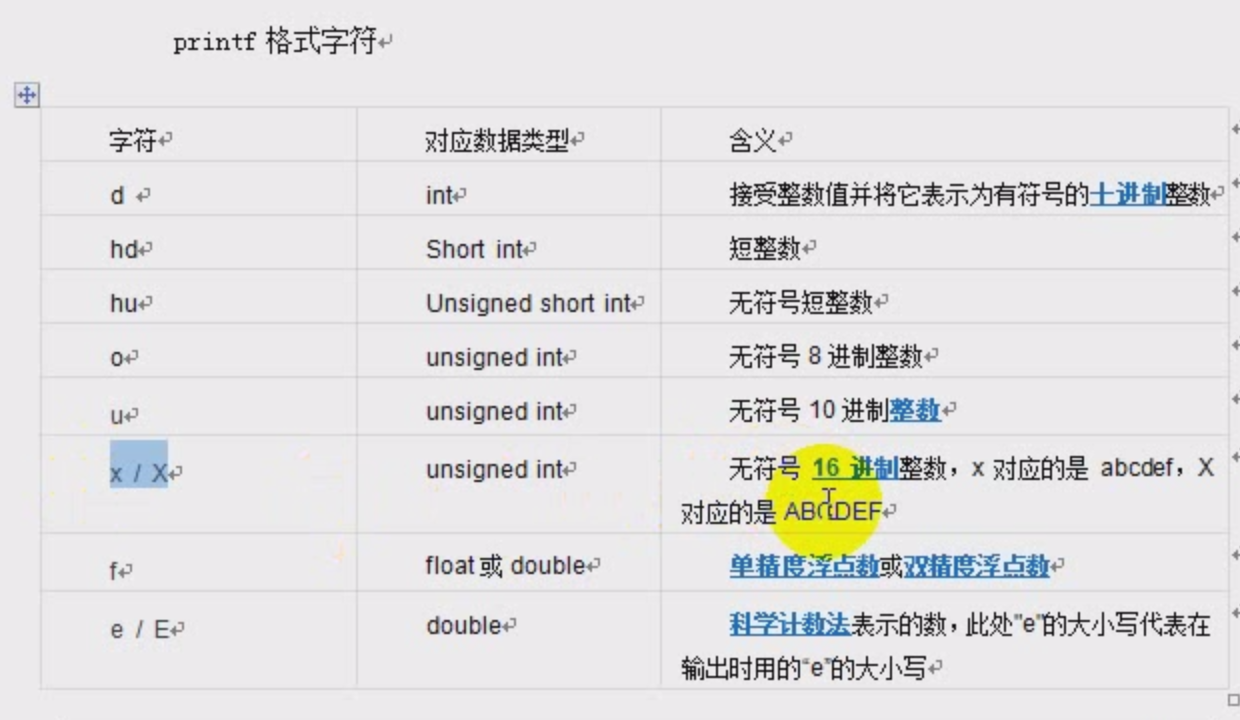 printf 格式字符
字符 对应数据类型 含义
d int 接受整数值并将它表示为有符号的十进制整数
hd Short int 短整数
hu Unsigned short int 无符号短整数
o unsigned int 无符号 8 进制整数
u unsigned int 无符号 10 进制整数
x / X unsigned int 无符号 16 进制整数，x 对应的是 abcdef，X
对应的是 ABCDEF
f float或 double 单精度浮点数或双精度浮点数
e / E double 科学计数法表示的数，此处"e"的大小写代表在
输出时用的“e”的大小写